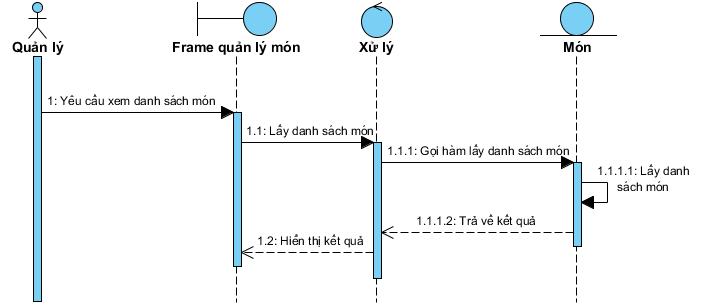 Quản lý
Frame quản lý món
Xử lý
Món
1: Yêu cầu xem danh sách món
1.1: Lấy danh sách món
1.1.1: Gọi hàm lấy danh sách món
1.1.1.1: Lấy danh
sách món
1.1.1.2: Trả về kết quả
1.2: Hiển thị kết quả